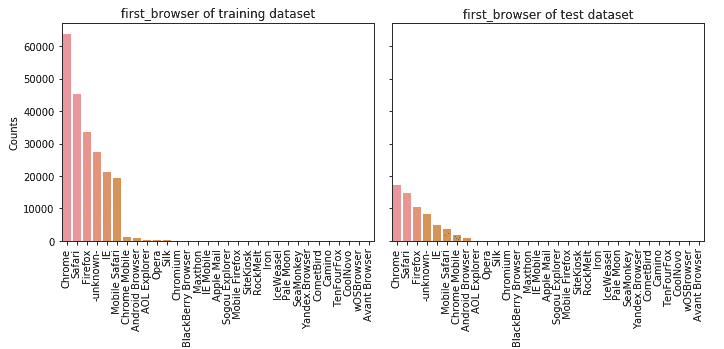 first_browser of training dataset
Counts
60000
50000
40000
30000
20000
10000
0
Chrome
Safari
Firefox
-unknown-
IE
Mobile Safari
Chrome Mobile
Android Browser
AOL Explorer
Opera
Silk
Chromium
BlackBerry Browser
Maxthon
IE Mobile
Apple Mail
Sogou Explorer
Mobile Firefox
SiteKiosk
RockMelt
Iron
IceWeasel
Pale Moon
SeaMonkey
Yandex.Browser
CometBird
Camino
TenFourFox
CoolNovo
wOSBrowser
Avant Browser
first_browser of test dataset
Chrome
Safari
Firefox
-unknown-
IE
Mobile Safari
Chrome Mobile
Android Browser
AOL Explorer
Opera
Silk
Chromium
BlackBerry Browser
Maxthon
IE Mobile
Apple Mail
Sogou Explorer
Mobile Firefox
SiteKiosk
RockMelt
Iron
IceWeasel
Pale Moon
SeaMonkey
Yandex.Browser
CometBird
Camino
TenFourFox
CoolNovo
wOSBrowser
Avant Browser